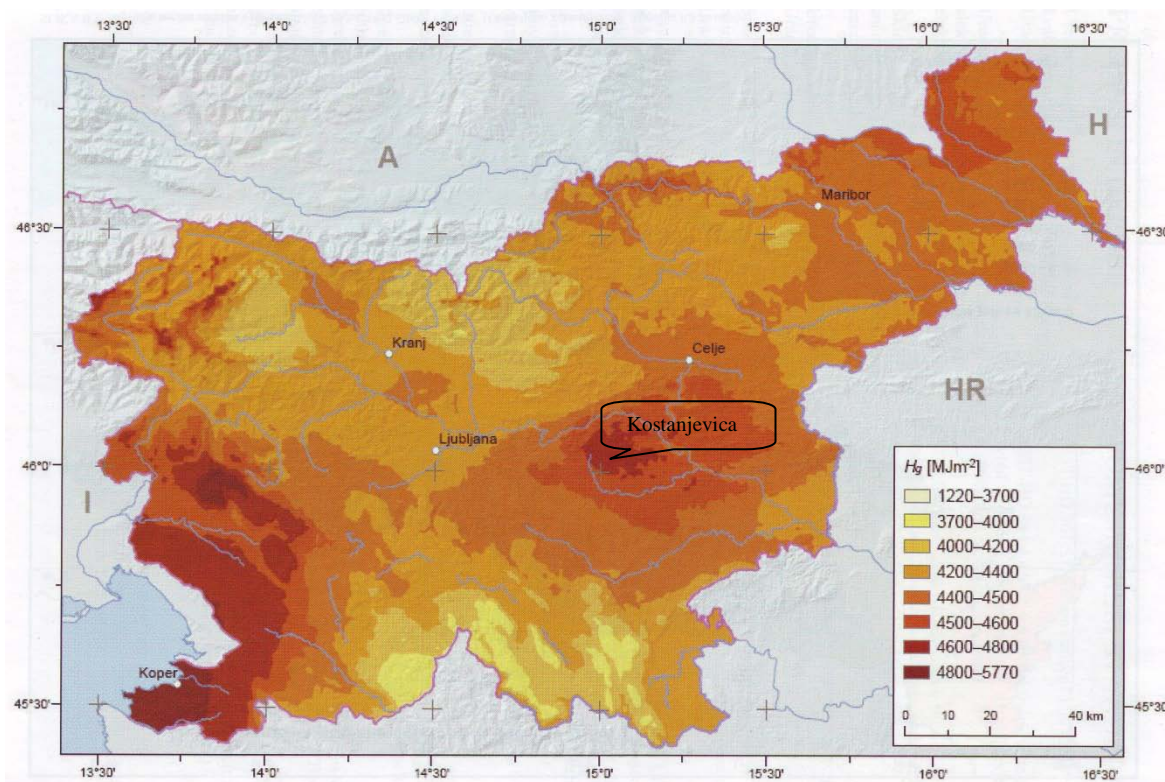 13°30' 14°0' 14°30' 15°0' 15°30' 16°0' 16°30'
H
A
Maribor
46°30' 46°30'
Kranj
Celje
HR
Kostanjevica
Ljubljana
46°0' 46°0'
I
Hg [MJm-2]
1220–3700
3700–4000
4000–4200
4200–4400
4400–4500
4500–4600
4600–4800
4800–5770
Koper
45°30' 45°30'
0 10 20 40 km
13°30' 14°0' 14°30' 15°0' 15°30' 16°0' 16°30'